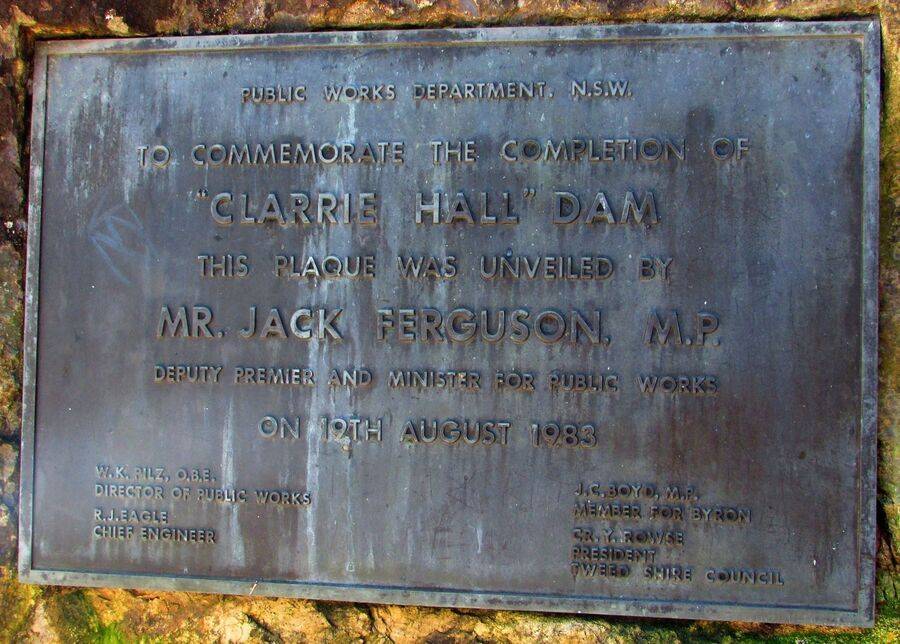 PUBLIC WORKS DEPARTMENT. N.S.W.
TO COMMEMORATE THE COMPLETION OF
"CLARRIE HALL" DAM
THIS PLAQUE WAS UNVEILED BY
MR. JACK FERGUSON, M.P.
DEPUTY PREMIER AND MINISTER FOR PUBLIC WORKS
ON 19TH AUGUST 1983
W.K. PILZ, O.B.E.
DIRECTOR OF PUBLIC WORKS
R.J. EAGLE
CHIEF ENGINEER
J.C. BOYD, M.P.
MEMBER FOR BYRON
CR. Y. ROWSE
PRESIDENT
TWEED SHIRE COUNCIL